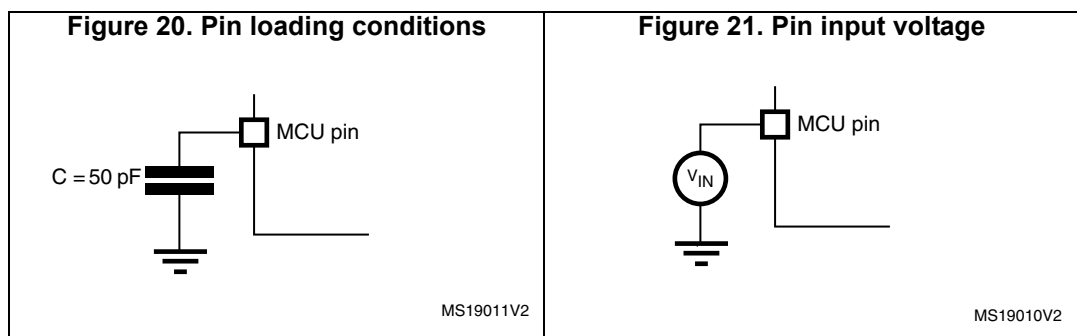 Figure 20. Pin loading conditions
MCU pin
C = 50 pF
MS19011V2
Figure 21. Pin input voltage
MCU pin
VIN
MS19010V2